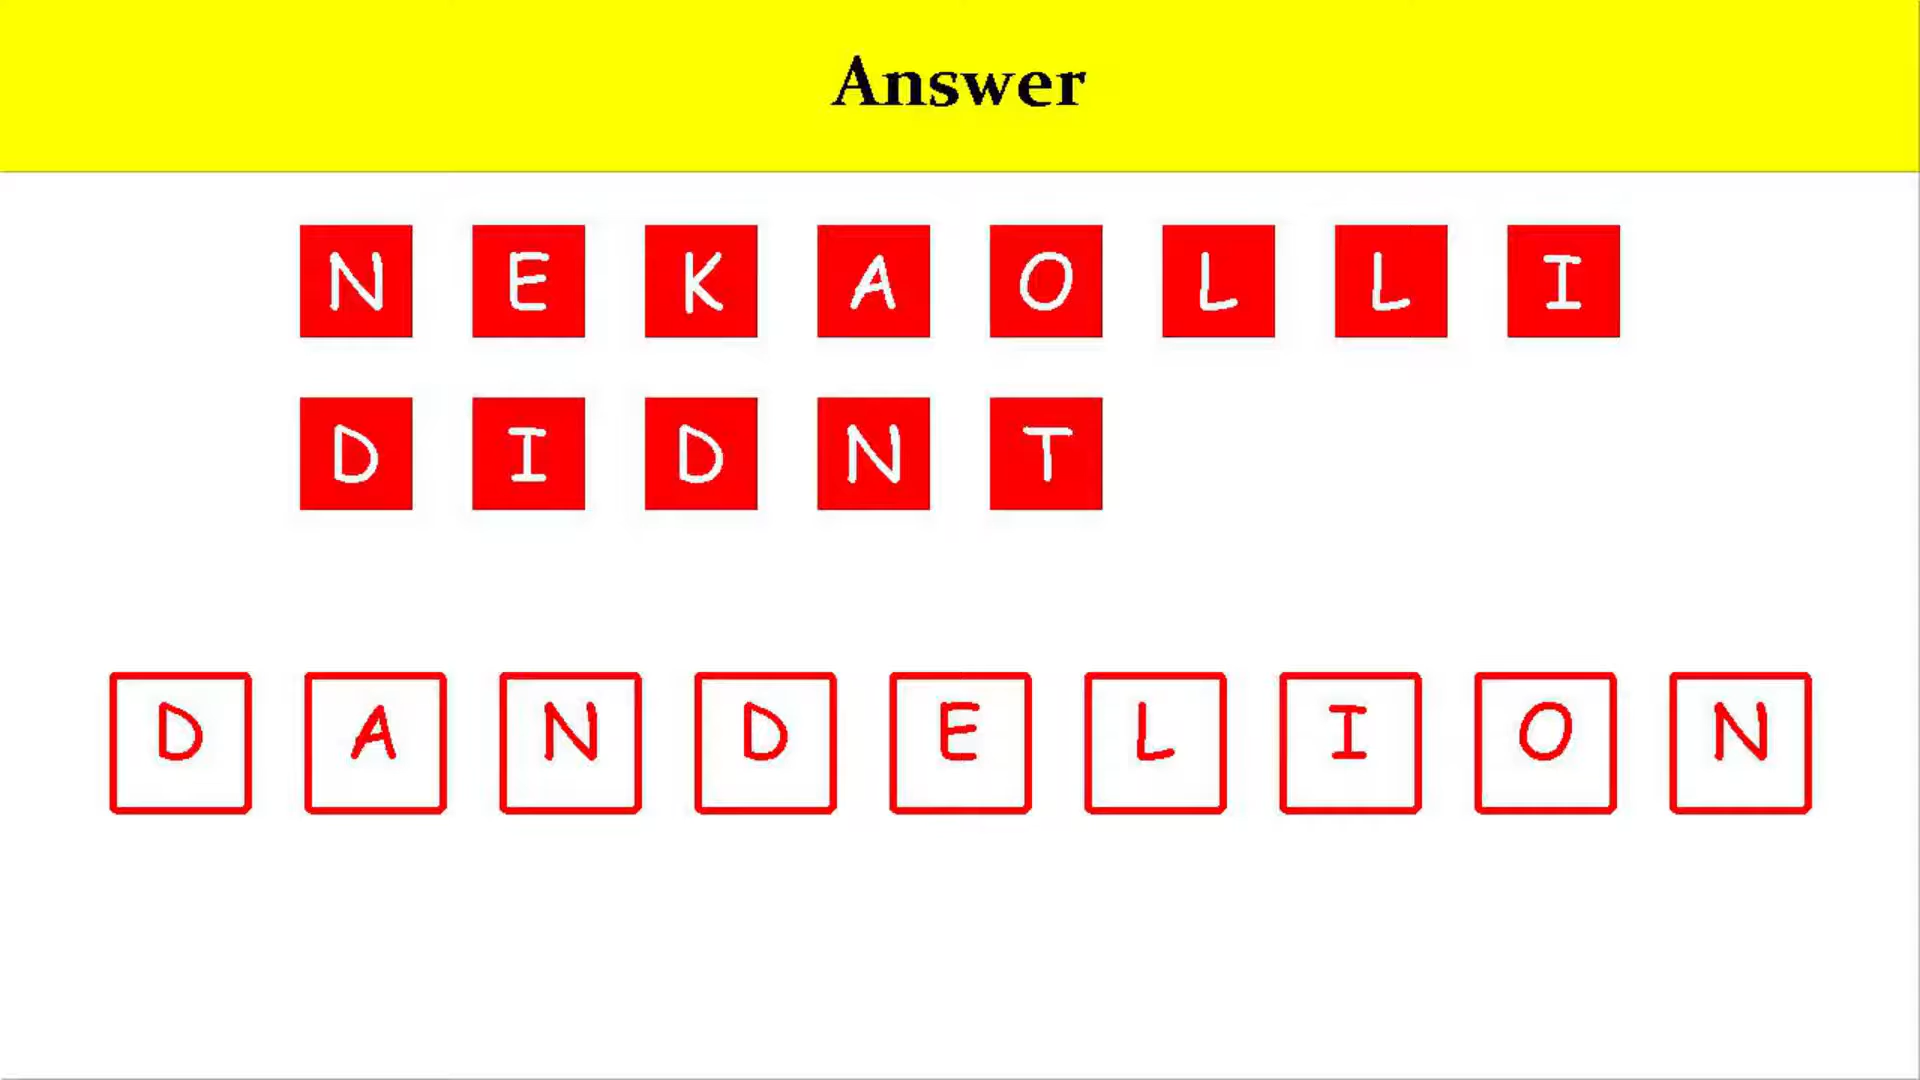 Answer
N E K A O L L I
D I D N T
D A N D E L I O N